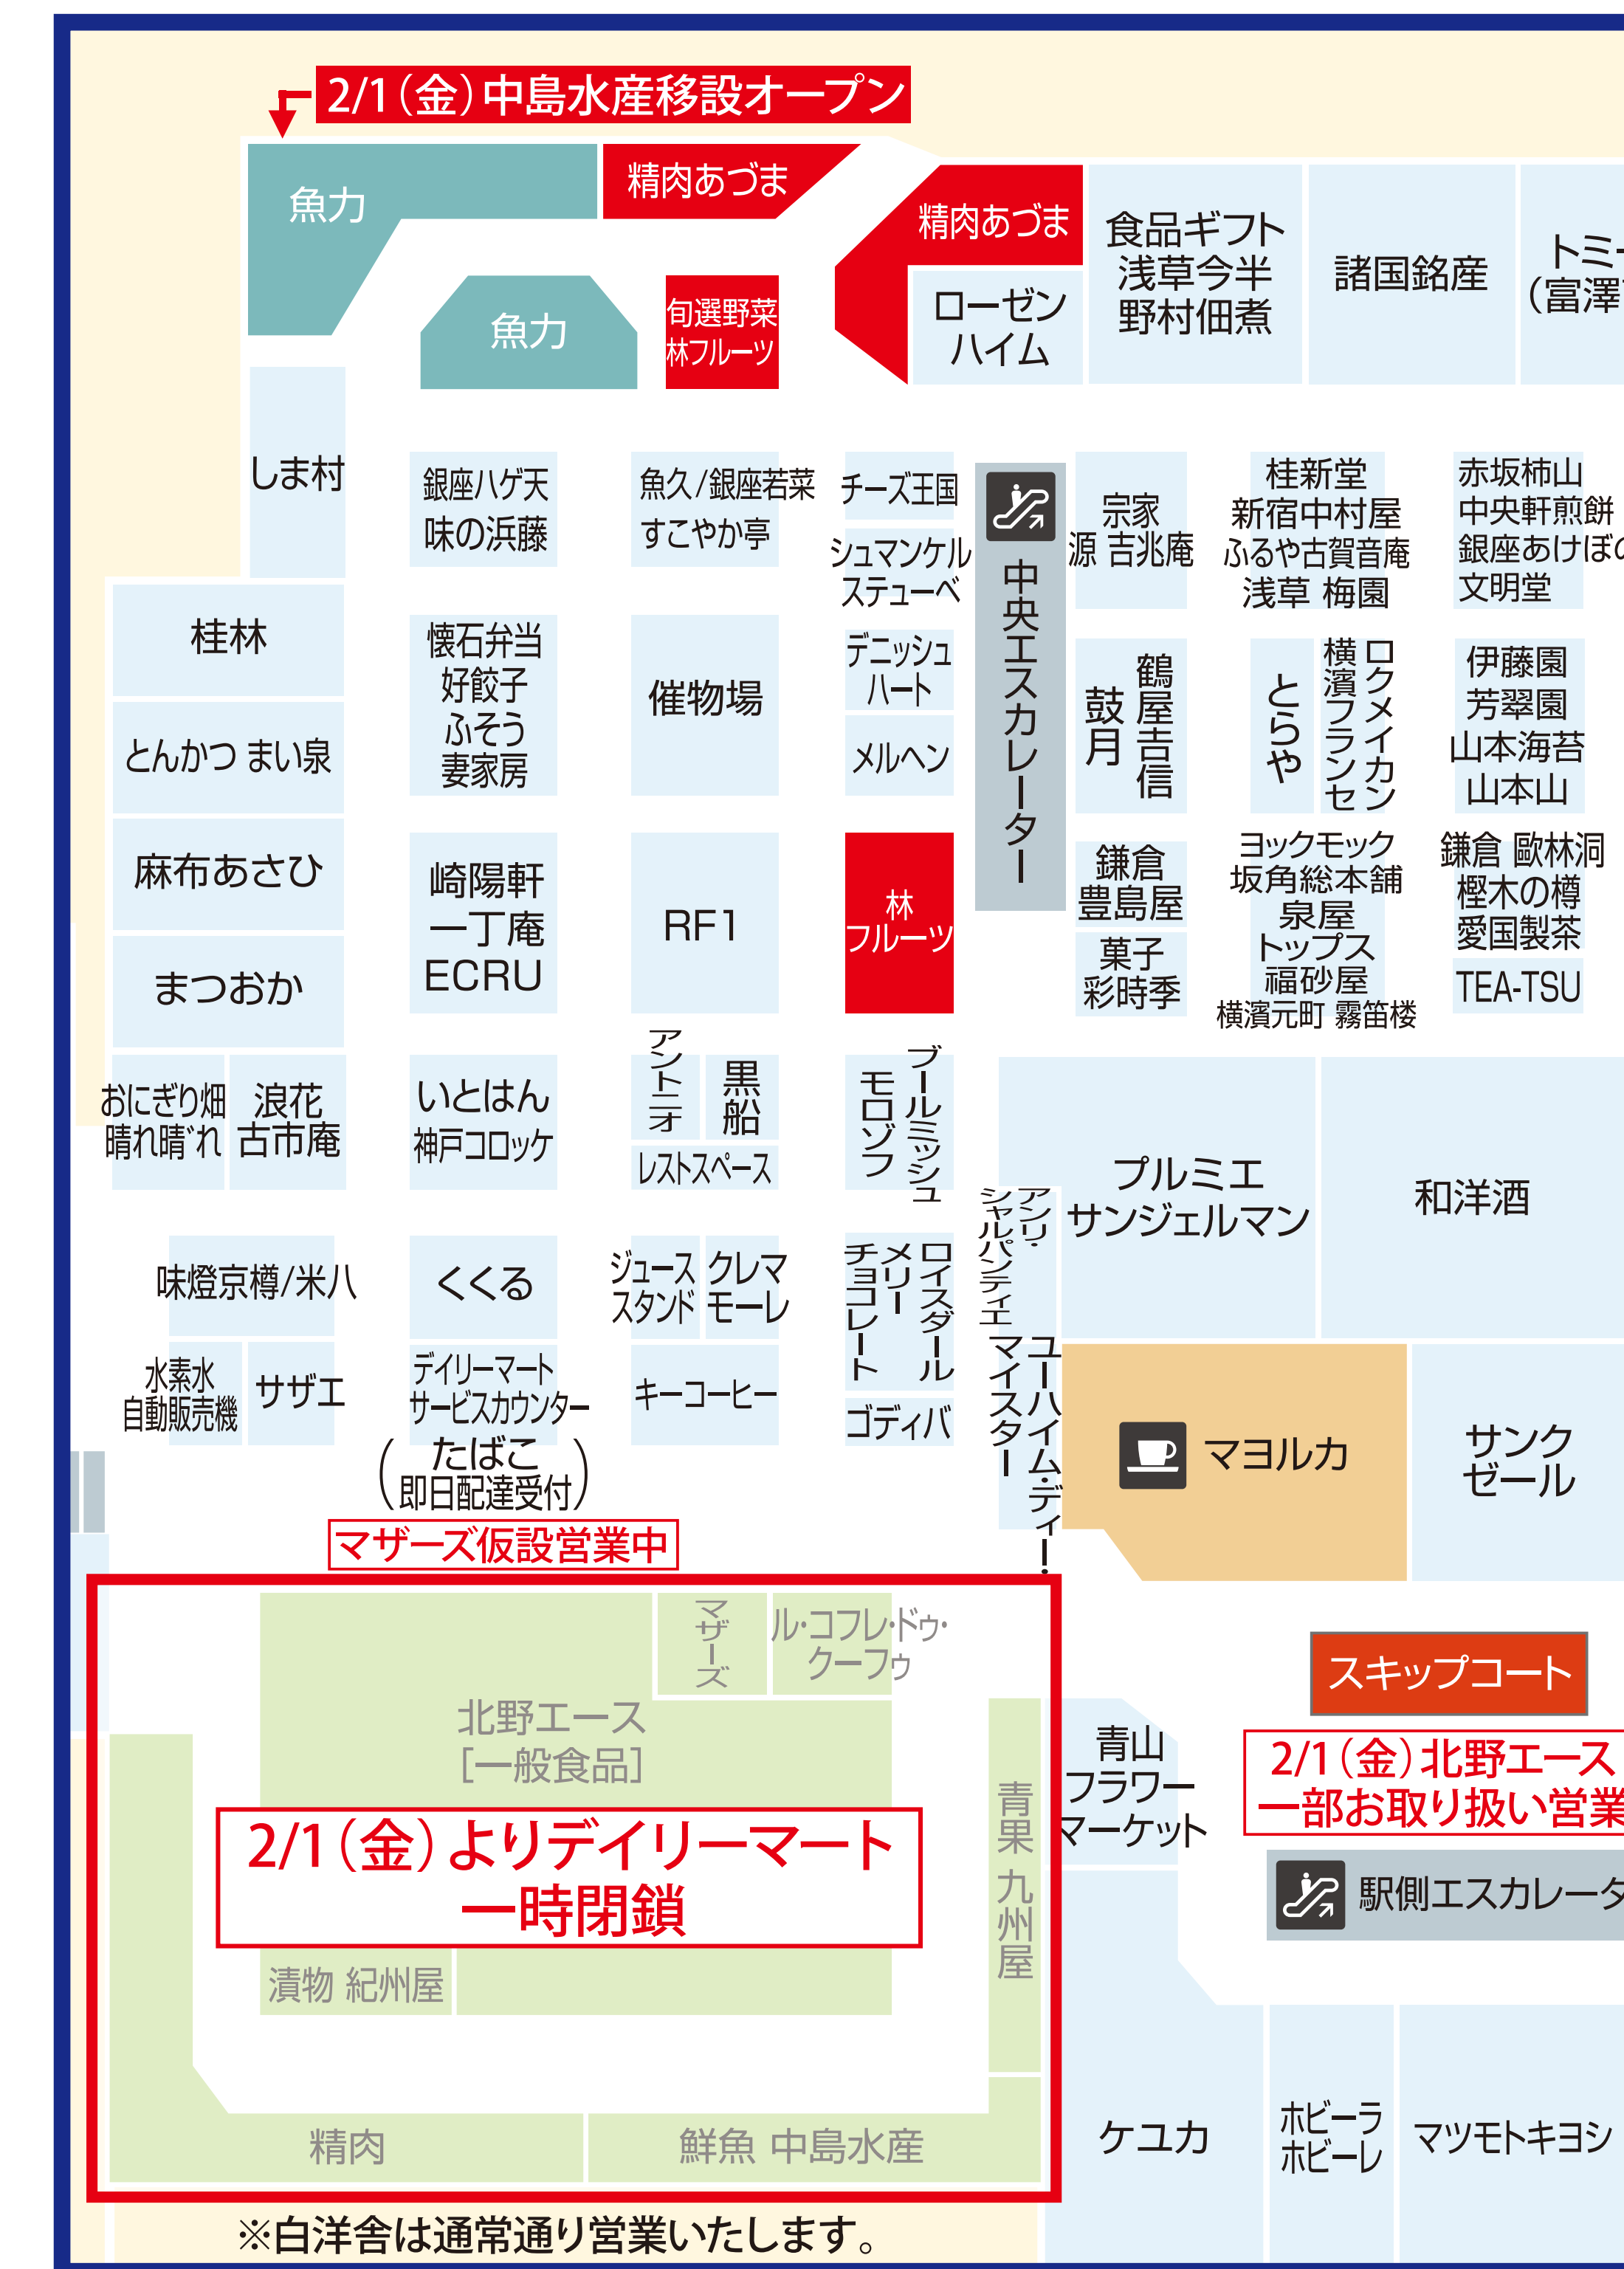 2/1（金）中島水産移設オープン
魚力
精肉あづま
精肉あづま
食品ギフト
浅草今半
野村佃煮
諸国銘産
魚力
旬選野菜
林フルーツ
ローゼン
ハイム
しま村
銀座ハゲ天
味の浜藤
魚久/銀座若菜
すこやか亭
チーズ王国
シュマンケル
ステューベ
中央エスカレーター
宗家
源 吉兆庵
桂新堂
新宿中村屋
ふるや古賀音庵
浅草 梅園
赤坂柿山
中央軒煎餅
銀座あけぼの
文明堂
桂林
懐石弁当
好餃子
ふそう
妻家房
催物場
デニッシュ
ハート
メルヘン
鶴屋吉信
鼓月
とらや
ロクメイカン
横濱フランセ
伊藤園
芳翠園
山本海苔
山本山
とんかつ まい泉
麻布あさひ
崎陽軒
一丁庵
ECRU
RF1
林
フルーツ
鎌倉
豊島屋
菓子
彩時季
ヨックモック
坂角総本舗
泉屋
トップス
福砂屋
横濱元町 霧笛楼
鎌倉 歐林洞
樫木の樽
愛国製茶
TEA-TSU
まつおか
おにぎり畑
晴れ晴れ
浪花
古市庵
いとはん
神戸コロッケ
アントニオ
黒船
レストスペース
ブールミッシュ
モロゾフ
プルミエ
サンジェルマン
和洋酒
アンリ・
シャルパンティエ
味燈京樽/米八
くくる
ジュース
スタンド
クレマ
モーレ
ロイスダール
メリー
チョコレート
水素水
自動販売機
サザエ
デイリーマート
サービスカウンター
（たばこ
即日配達受付）
キーコーヒー
ゴディバ
ユーハイム・ディー・
マイスター
マヨルカ
サンク
ゼール
マザーズ仮設営業中
マザーズ
ル・コフレ・ドゥ・
クーフゥ
北野エース
［一般食品］
スキップコート
青山
フラワー
マーケット
2/1（金）北野エース
2/1（金）よりデイリーマート
一時閉鎖
青果 九州屋
漬物 紀州屋
精肉
鮮魚 中島水産
ケユカ
ホビーラ
ホビーレ
マツモトキヨシ
※白洋舎は通常通り営業いたします。